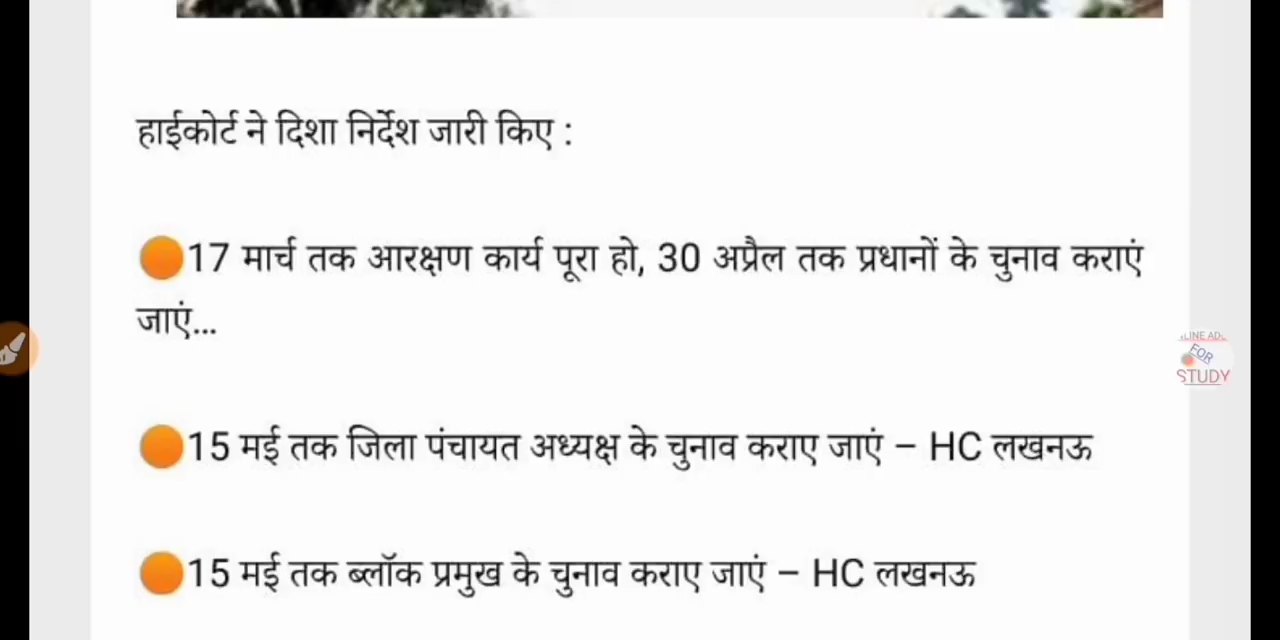 हाईकोर्ट ने दिशा निर्देश जारी किए :
17 मार्च तक आरक्षण कार्य पूरा हो, 30 अप्रैल तक प्रधानों के चुनाव कराएं
जाएं...
15 मई तक जिला पंचायत अध्यक्ष के चुनाव कराए जाएं – HC लखनऊ
15 मई तक ब्लॉक प्रमुख के चुनाव कराए जाएं – HC लखनऊ
FOR
STUDY